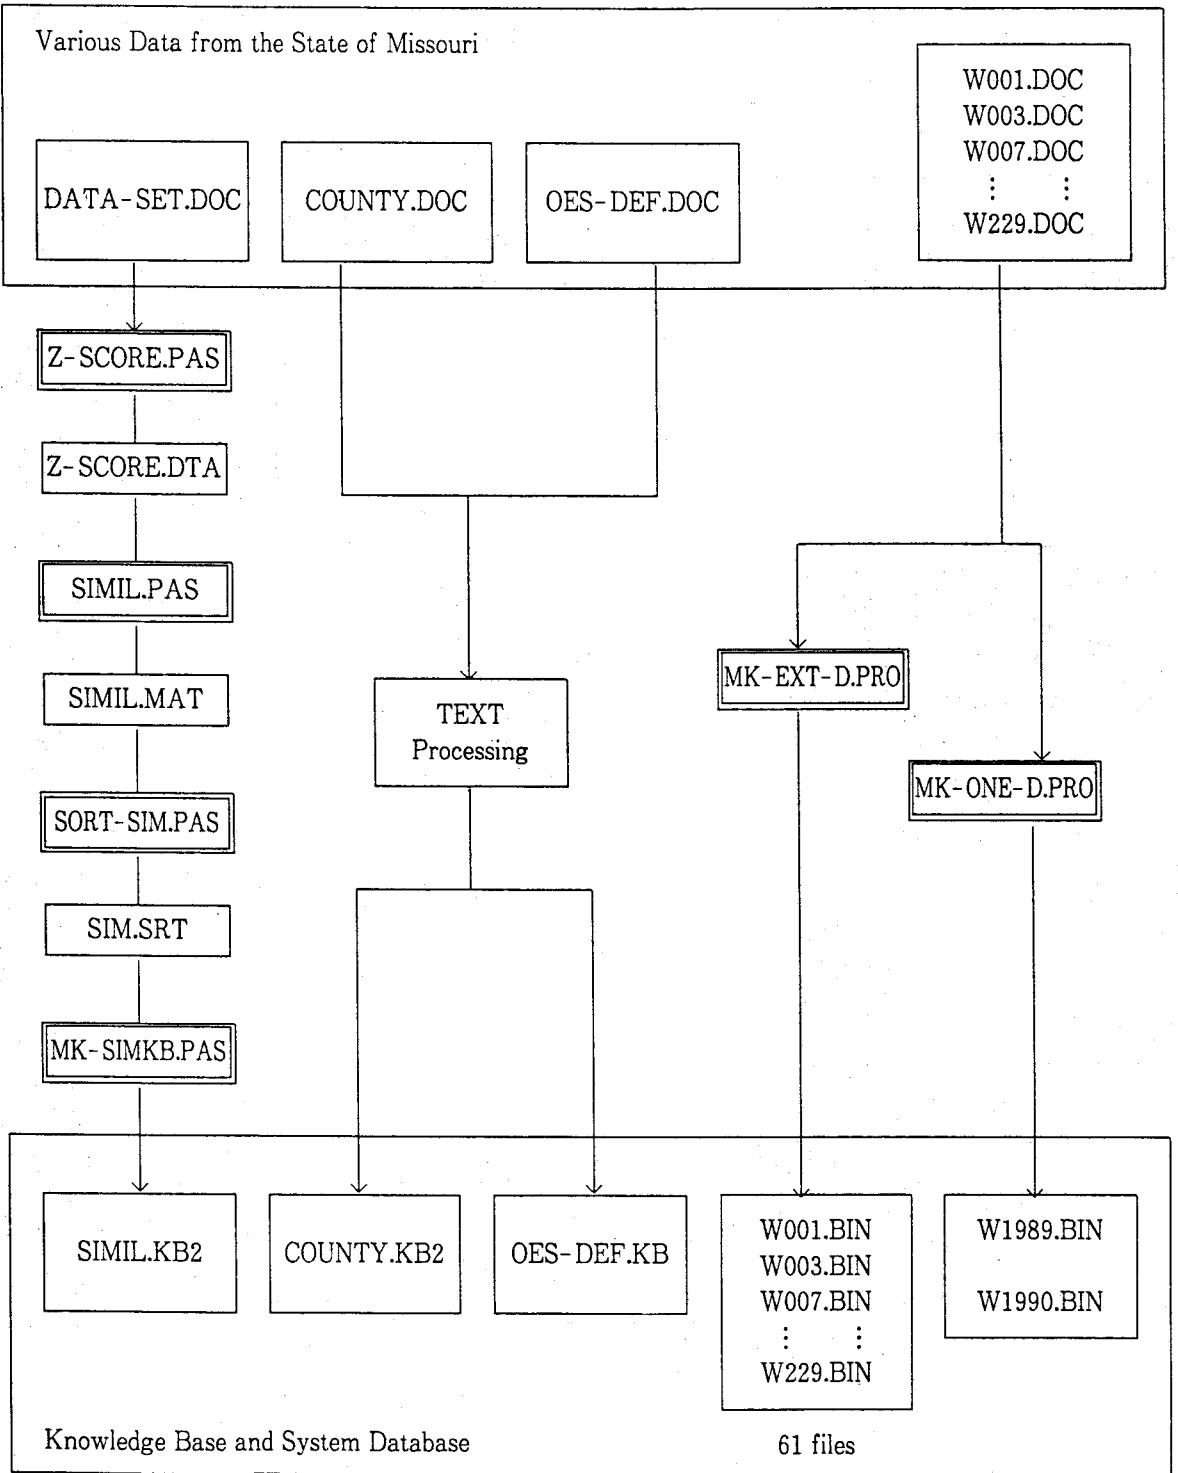 Various Data from the State of Missouri
W001.DOC
W003.DOC
W007.DOC
⋮ ⋮
W229.DOC
DATA-SET.DOC
COUNTY.DOC
OES-DEF.DOC
Z-SCORE.PAS
Z-SCORE.DTA
SIMIL.PAS
SIMIL.MAT
SORT-SIM.PAS
SIM.SRT
MK-SIMKB.PAS
TEXT
Processing
MK-EXT-D.PRO
MK-ONE-D.PRO
SIMIL.KB2
COUNTY.KB2
OES-DEF.KB
W001.BIN
W003.BIN
W007.BIN
⋮ ⋮
W229.BIN
W1989.BIN
W1990.BIN
Knowledge Base and System Database
61 files